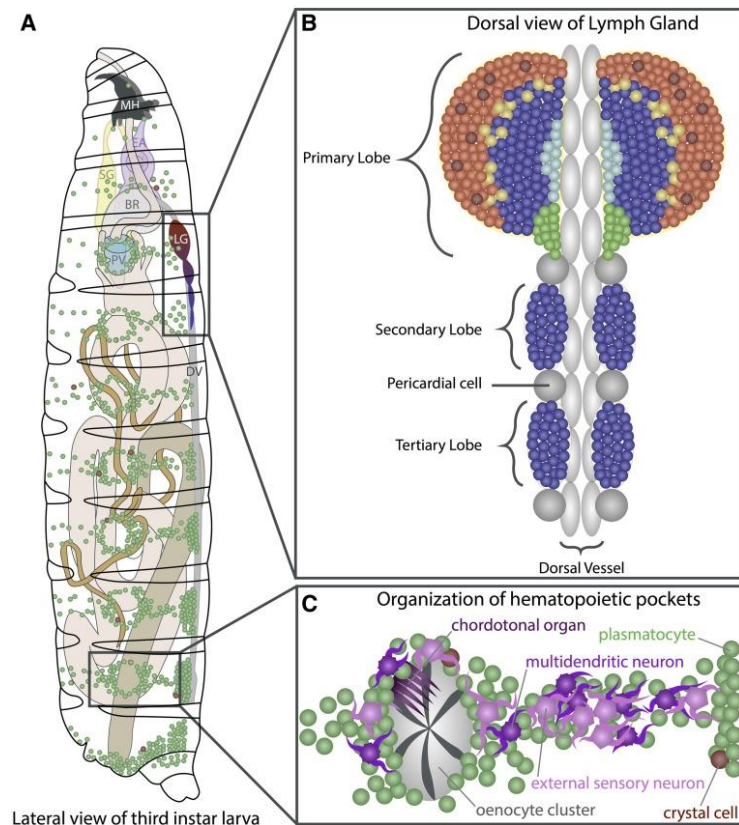 A
MH
EA
SG
BR
LG
PV
DV
Lateral view of third instar larva
B
Dorsal view of Lymph Gland
Primary Lobe
Secondary Lobe
Pericardial cell
Tertiary Lobe
Dorsal Vessel
C
Organization of hematopoietic pockets
chordotonal organ
plasmatocyte
multidendritic neuron
external sensory neuron
oenocyte cluster
crystal cell